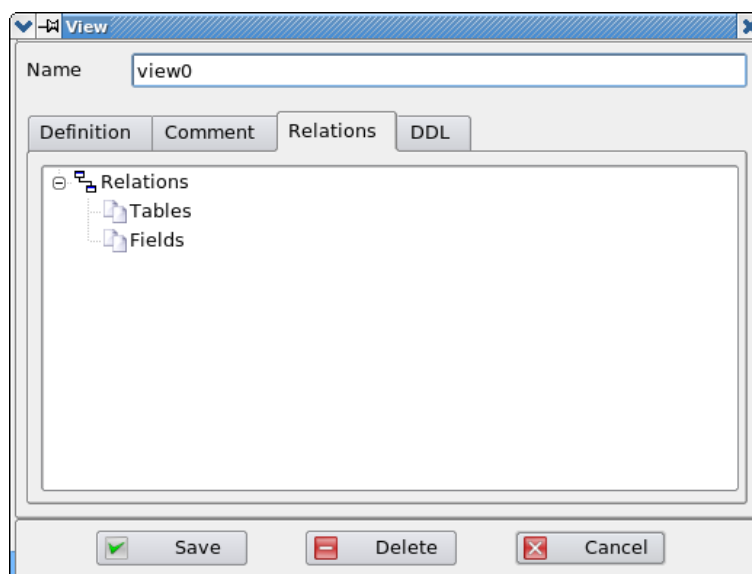 View
Name view0
Definition Comment Relations DDL
Relations
Tables
Fields
Save Delete Cancel